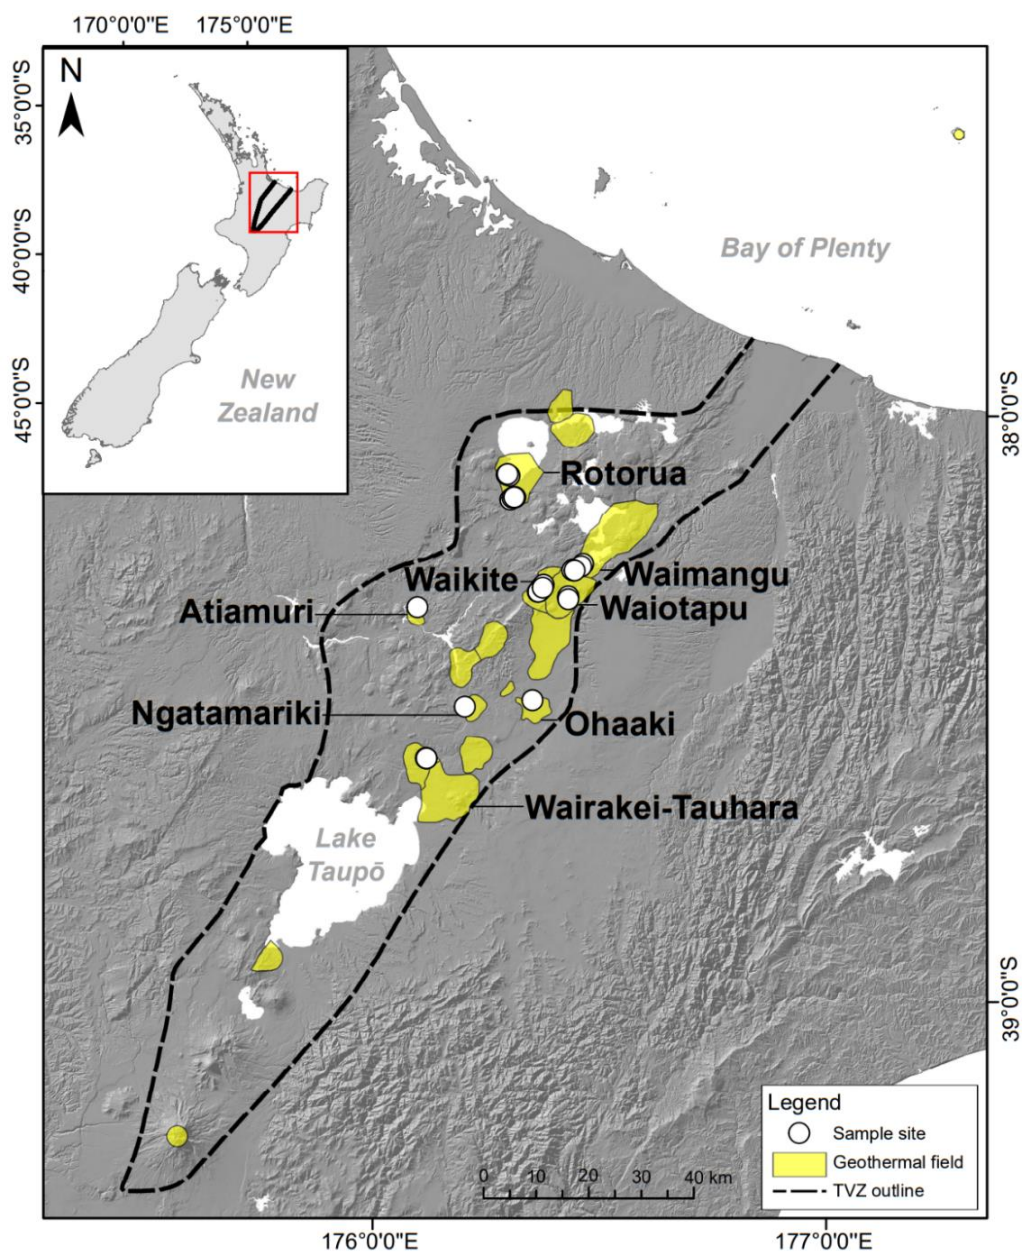 170°0'0"E
175°0'0"E
N
35°0'0"S
40°0'0"S
45°0'0"S
New
Zealand
Bay of Plenty
38°0'0"S
Rotorua
Waikite
Waimangu
Atiamuri
Waiotapu
Ngatamariki
Ohaaki
Wairakei-Tauhara
Lake
Taupō
39°0'0"S
Legend
Sample site
Geothermal field
TVZ outline
0 10 20 40 km
176°0'0"E
177°0'0"E